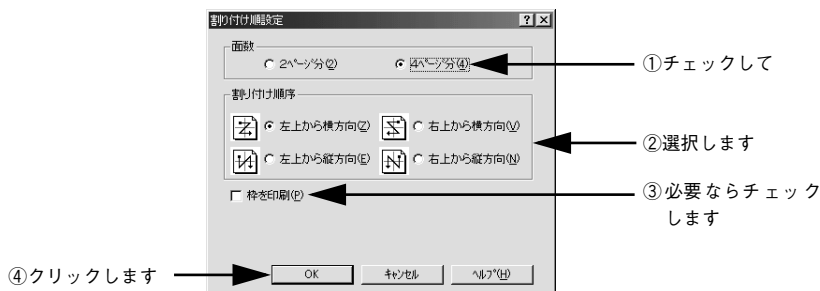 割り付け順設定
面数
2ページ分(2)
4ページ分(4)
①チェックして
割り付け順序
左上から横方向(Z)
右上から横方向(V)
左上から縦方向(E)
右上から縦方向(N)
②選択します
枠を印刷(P)
③必要ならチェック
します
④クリックします
OK
キャンセル
ヘルプ(H)